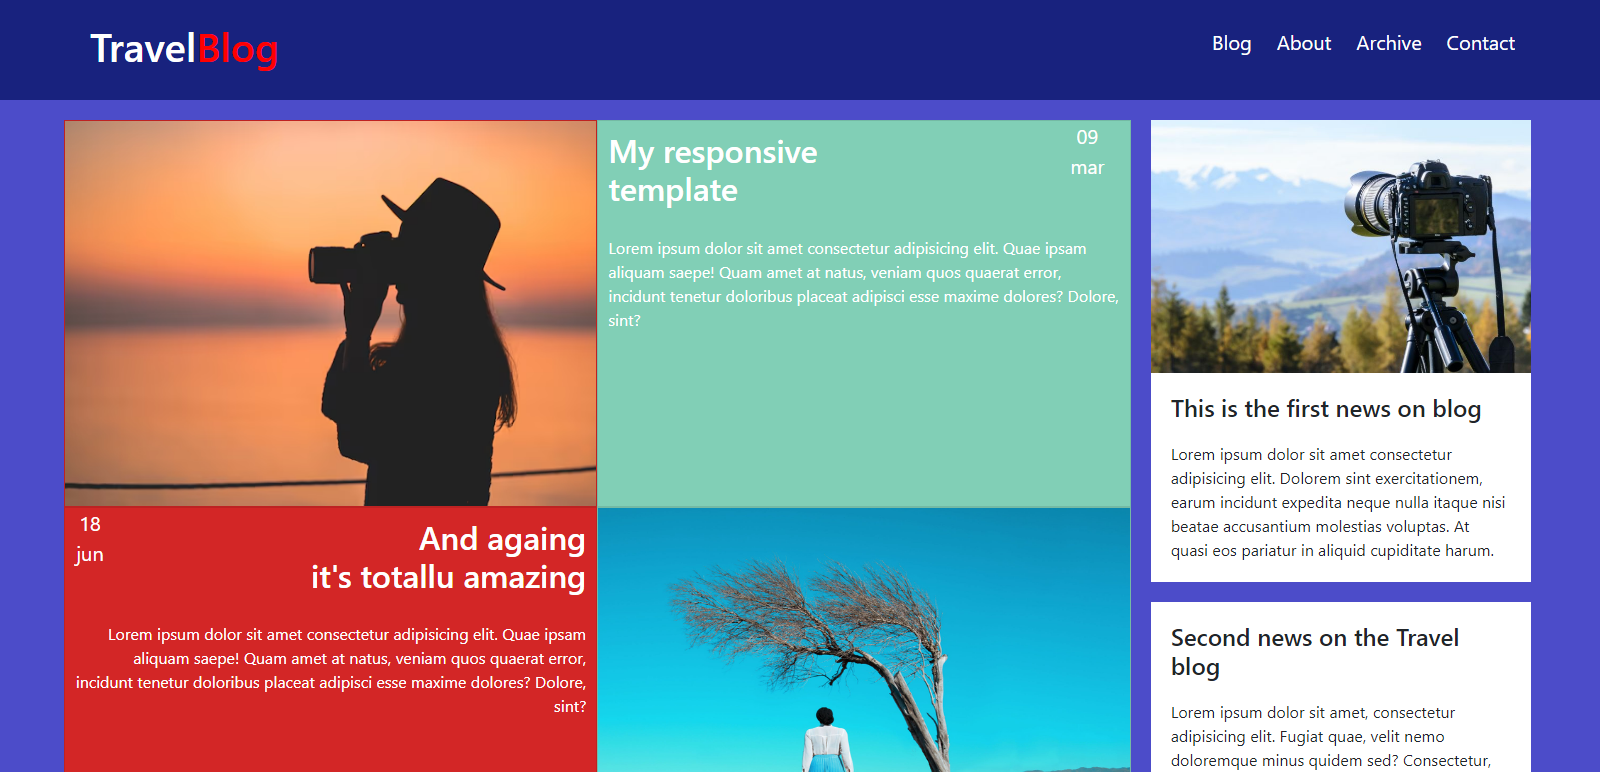 TravelBlog
Blog About Archive Contact
My responsive
template
09
mar
Lorem ipsum dolor sit amet consectetur adipisicing elit. Quae ipsam
aliquam saepe! Quam amet at natus, veniam quos quaerat error,
incidunt tenetur doloribus placeat adipisci esse maxime dolores? Dolore,
sint?
18
jun
And againg
it's totallu amazing
Lorem ipsum dolor sit amet consectetur adipisicing elit. Quae ipsam
aliquam saepe! Quam amet at natus, veniam quos quaerat error,
incidunt tenetur doloribus placeat adipisci esse maxime dolores? Dolore,
sint?
This is the first news on blog
Lorem ipsum dolor sit amet consectetur
adipisicing elit. Dolorem sint exercitationem,
earum incidunt expedita neque nulla itaque nisi
beatae accusantium molestias voluptas. At
quasi eos pariatur in aliquid cupiditate harum.
Second news on the Travel
blog
Lorem ipsum dolor sit amet, consectetur
adipisicing elit. Fugiat quae, velit nemo
doloremque minus quidem sed? Consectetur,